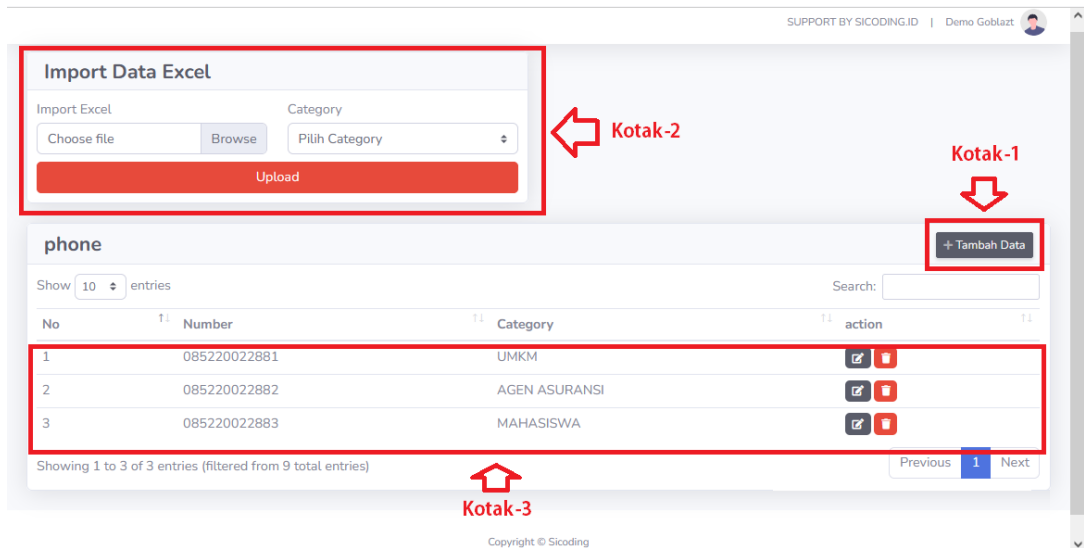 SUPPORT BY SICODING.ID | Demo Goblazt
Import Data Excel
Import Excel Category
Choose file Browse Pilih Category
Upload
Kotak-2
Kotak-1
phone + Tambah Data
Show 10 entries Search:
No Number Category action
1 085220022881 UMKM
2 085220022882 AGEN ASURANSI
3 085220022883 MAHASISWA
Showing 1 to 3 of 3 entries (filtered from 9 total entries) Previous 1 Next
Kotak-3
Copyright © Sicoding